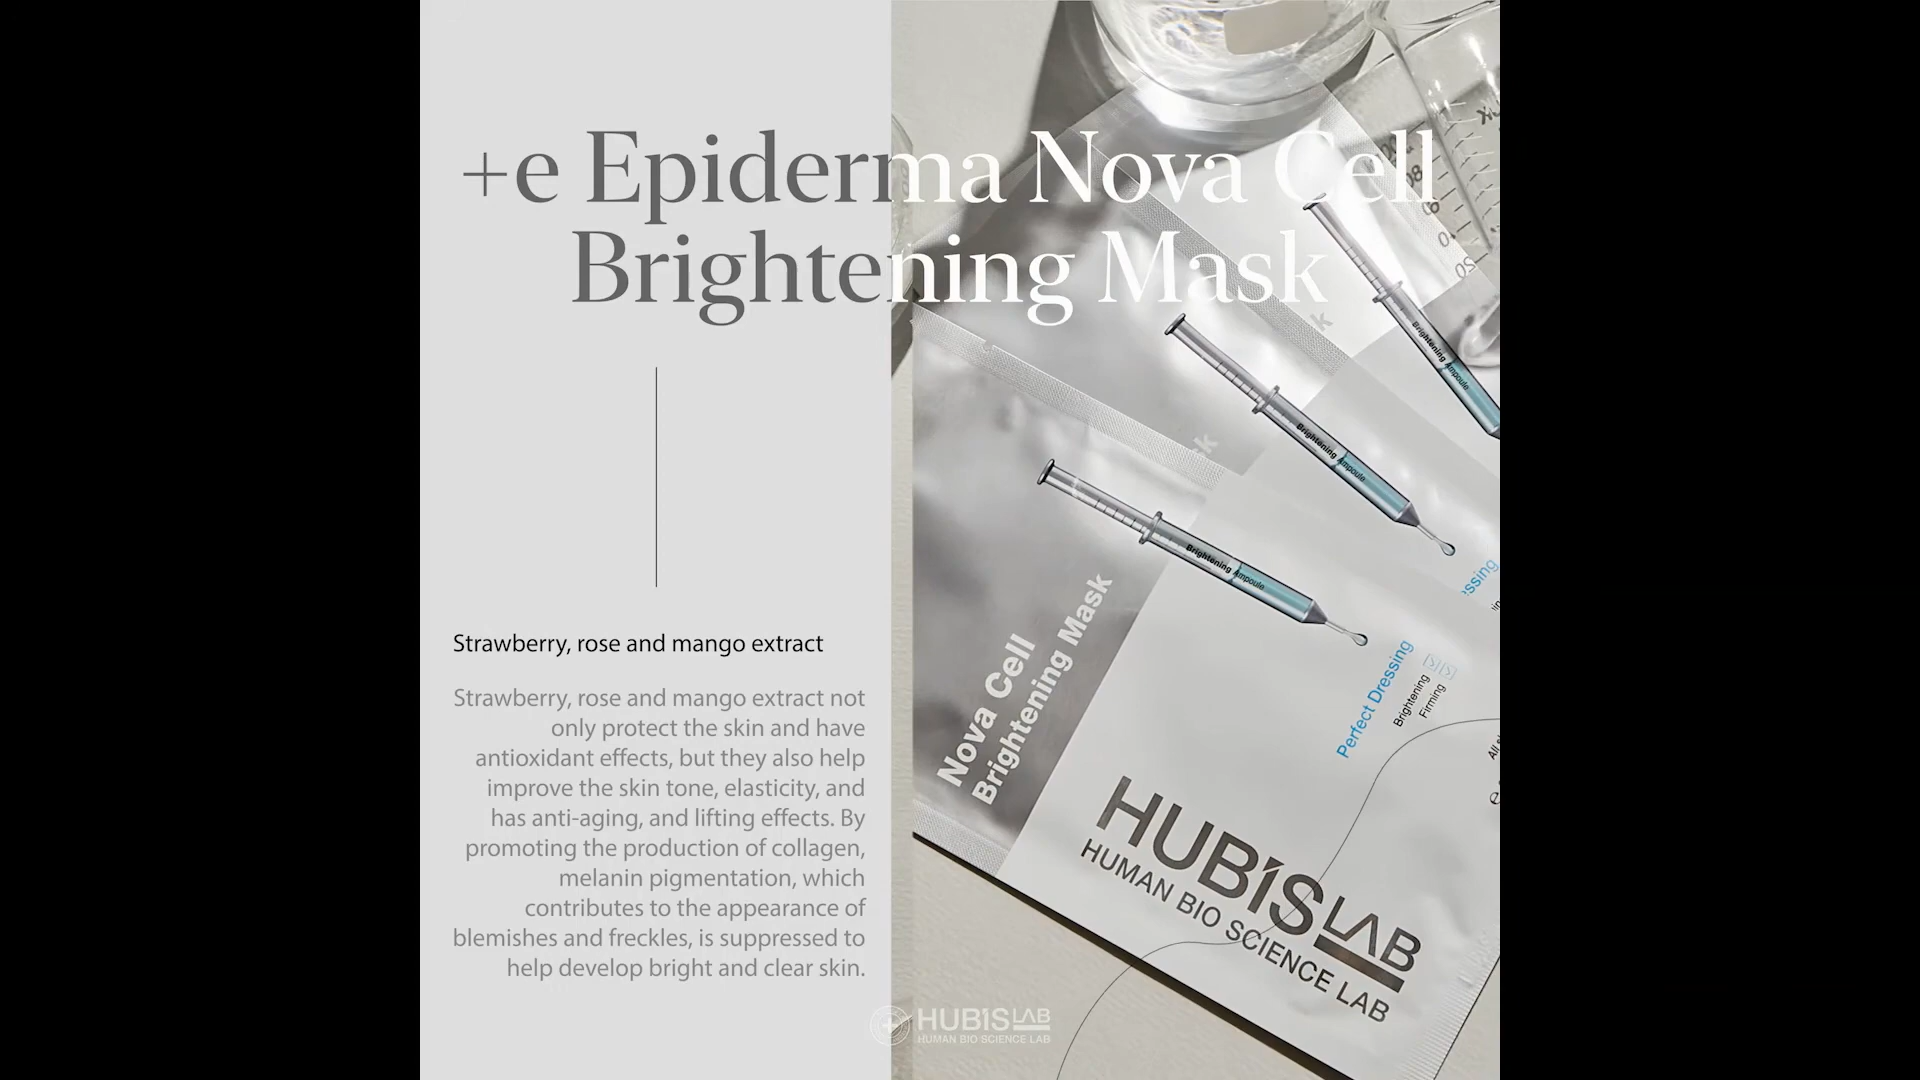 +e Epiderma Nova Cell
Brightening Mask
Strawberry, rose and mango extract
Strawberry, rose and mango extract not
only protect the skin and have
antioxidant effects, but they also help
improve the skin tone, elasticity, and
has anti-aging, and lifting effects. By
promoting the production of collagen,
melanin pigmentation, which
contributes to the appearance of
blemishes and freckles, is suppressed to
help develop bright and clear skin.
Brightening Ampoule
Brightening Ampoule
Brightening Ampoule
Nova Cell
Brightening Mask
Perfect Dressing
Brightening
Firming
HUBISLAB
HUMAN BIO SCIENCE LAB
HUBISLAB
HUMAN BIO SCIENCE LAB